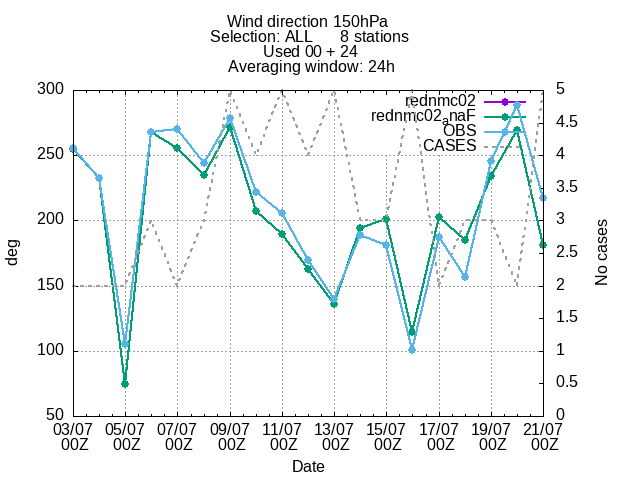 Wind direction 150hPa
Selection: ALL 8 stations
Used 00 + 24
Averaging window: 24h
rednmc02
rednmc02anaF
OBS
CASES
300
250
200
150
100
50
deg
5
4.5
4
3.5
3
2.5
2
1.5
1
0.5
0
No cases
03/07 05/07 07/07 09/07 11/07 13/07 15/07 17/07 19/07 21/07
00Z 00Z 00Z 00Z 00Z 00Z 00Z 00Z 00Z 00Z
Date